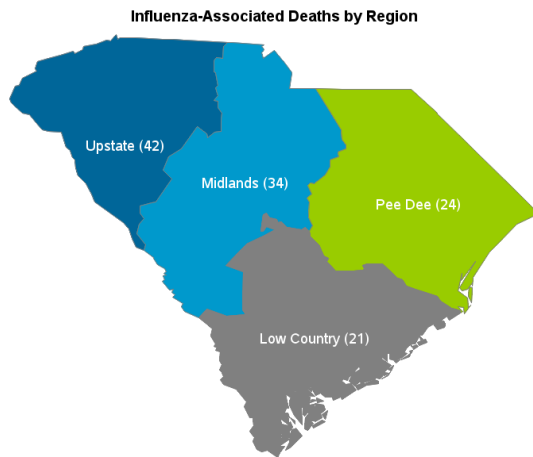 Influenza-Associated Deaths by Region
Upstate (42)
Midlands (34)
Pee Dee (24)
Low Country (21)